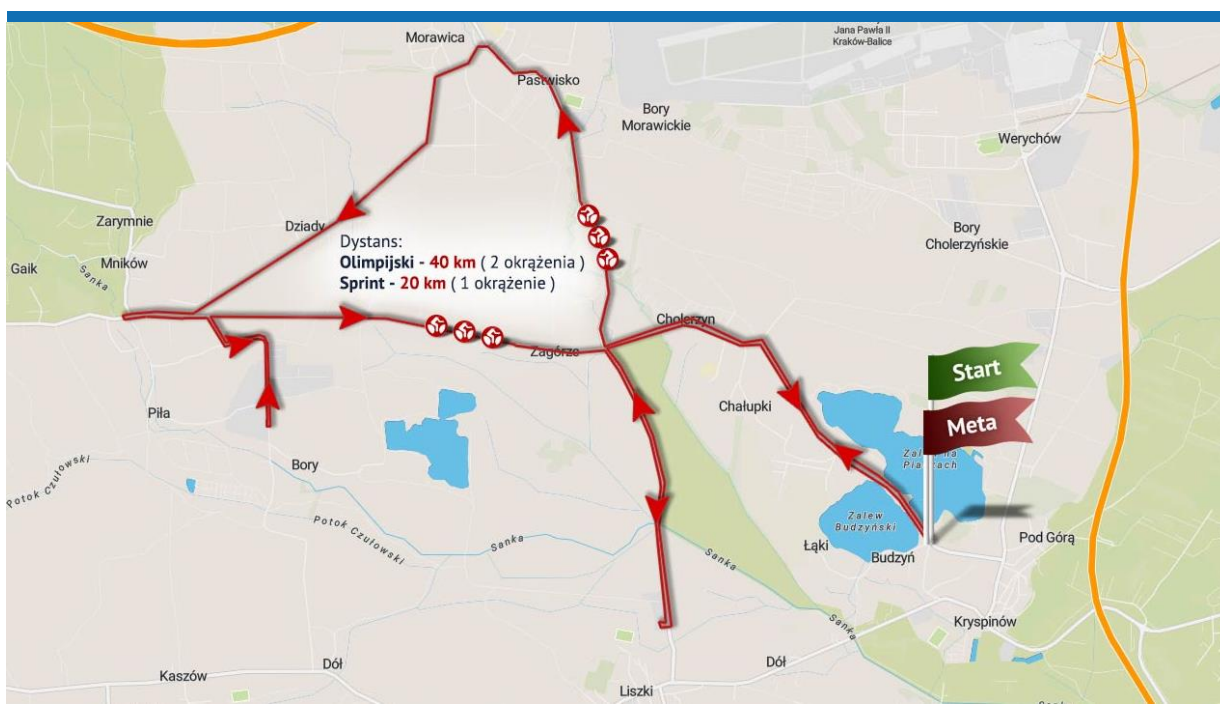 Jana Pawła II
Kraków-Balice
Morawica
Pastwisko
Bory
Morawickie
Werychów
Zarymnie
Dziady
Bory
Cholerzyńskie
Dystans:
Olimpijski - 40 km ( 2 okrążenia )
Sprint - 20 km ( 1 okrążenie )
Gaik
Mników
Sanka
Cholerzyn
Zagórze
Start
Meta
Chałupki
Piła
Bory
Potok Czułowski
Potok Czułowski
Sanka
Zalew
Budzyński
Łąki
Budzyń
Pod Górą
Sanka
Sanka
Kryspinów
Kaszów
Dół
Dół
Liszki